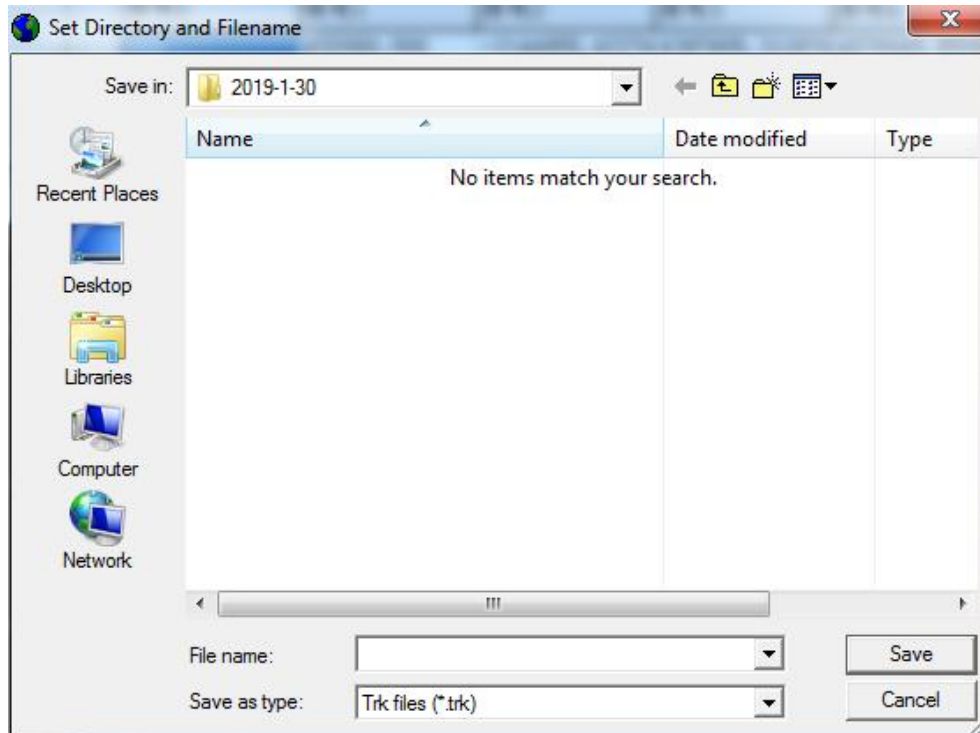 Set Directory and Filename
Save in: 2019-1-30
Name Date modified Type
No items match your search.
Recent Places
Desktop
Libraries
Computer
Network
File name: Save
Save as type: Trk files (*.trk) Cancel